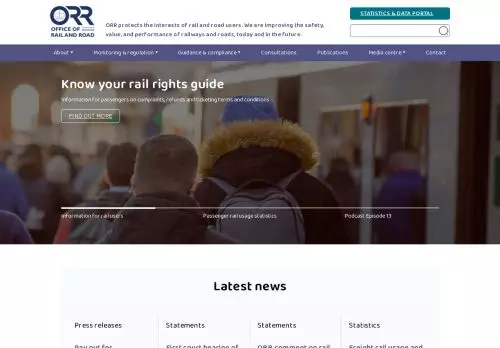 ORR
OFFICE OF
RAIL AND ROAD
ORR protects the interests of rail and road users. We are improving the safety,
value, and performance of railways and roads, today and in the future.
STATISTICS & DATA PORTAL
About
Monitoring & regulation
Guidance & compliance
Consultations
Publications
Media centre
Contact
Know your rail rights guide
Information for passengers on complaints, refunds and ticketing terms and conditions
FIND OUT MORE
Information for rail users
Passenger rail usage statistics
Podcast Episode 13
Latest news
Press releases
Statements
Statements
Statistics
Pay out for
First court hearing of
ORR comment on rail
Freight rail usage and